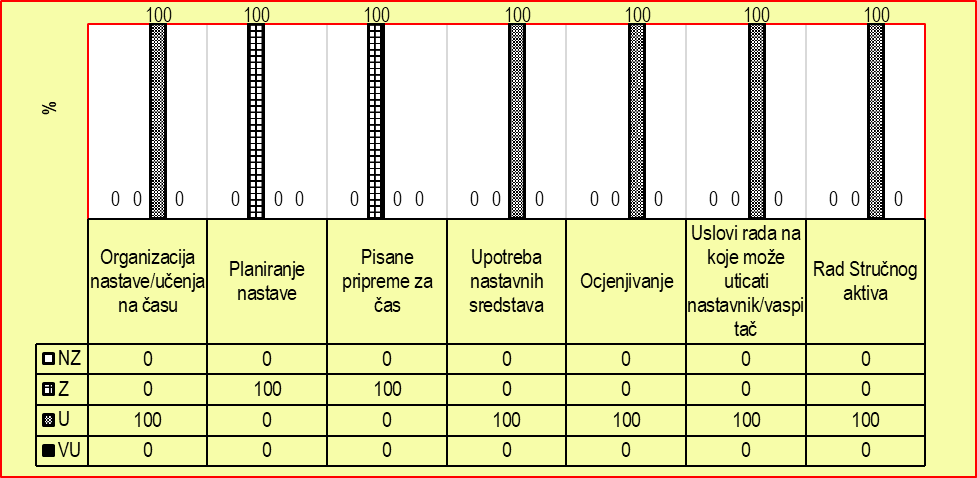 100 100 100 100 100 100 100
%
0 0 0 0 0 0 0 0 0 0 0 0 0 0 0 0 0 0 0 0 0
Organizacija
nastave/učenja
na času
Planiranje
nastave
Pisane
pripreme za
čas
Upotreba
nastavnih
sredstava
Ocjenjivanje
Uslovi rada na
koje može
uticati
nastavnik/vaspi
tač
Rad Stručnog
aktiva
NZ 0 0 0 0 0 0 0
Z 0 100 100 0 0 0 0
U 100 0 0 100 100 100 100
VU 0 0 0 0 0 0 0